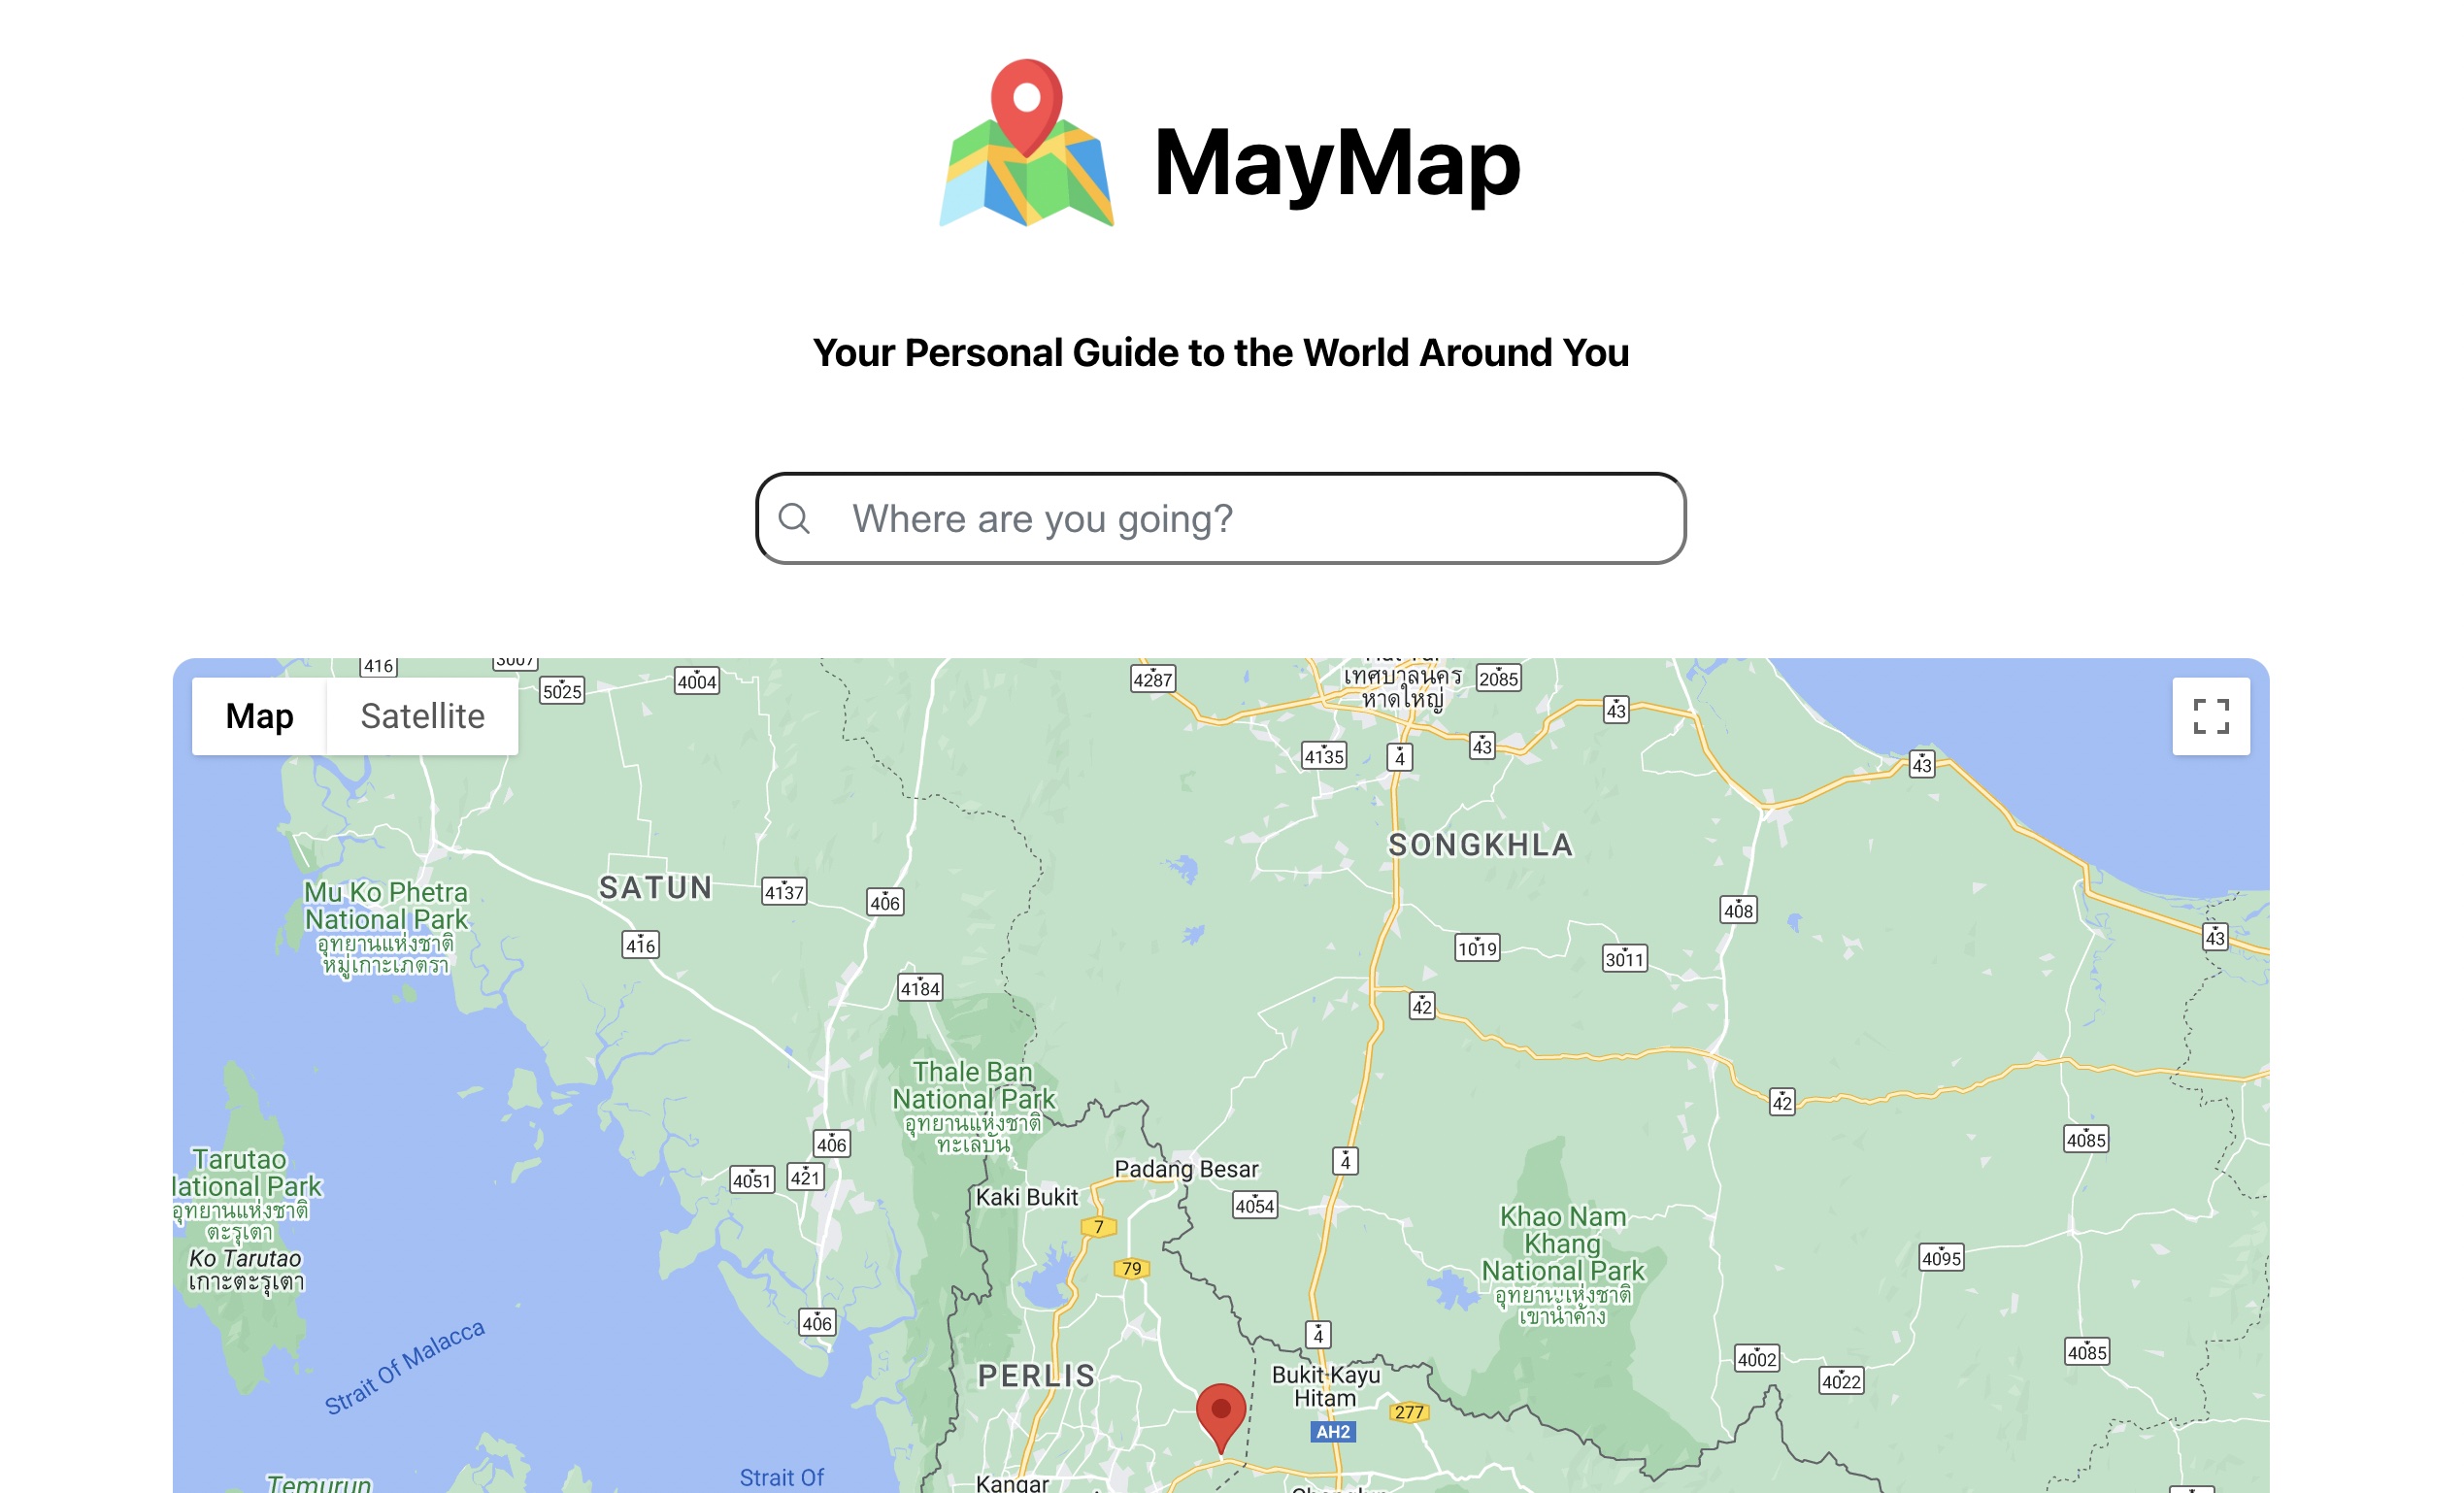 MayMap
Your Personal Guide to the World Around You
Where are you going?
Map
Satellite
416
3007
5025
4004
4287
เทศบาลนคร
หาดใหญ่
2085
43
4135
4
43
43
SONGKHLA
SATUN
4137
406
Mu Ko Phetra
National Park
อุทยานแห่งชาติ
หมู่เกาะเภตรา
416
408
1019
3011
43
4184
42
Thale Ban
National Park
อุทยานแห่งชาติ
ทะเลบัน
42
406
4085
Tarutao
National Park
อุทยานแห่งชาติ
ตะรุเตา
Ko Tarutao
เกาะตะรุเตา
4051
421
Padang Besar
Kaki Bukit
4
4054
7
79
Khao Nam
Khang
National Park
อุทยานแห่งชาติ
เขาน้ำค้าง
4095
406
Strait Of Malacca
4
PERLIS
Bukit Kayu
Hitam
4002
4022
4085
277
AH2
Temurun
Strait Of
Kangar